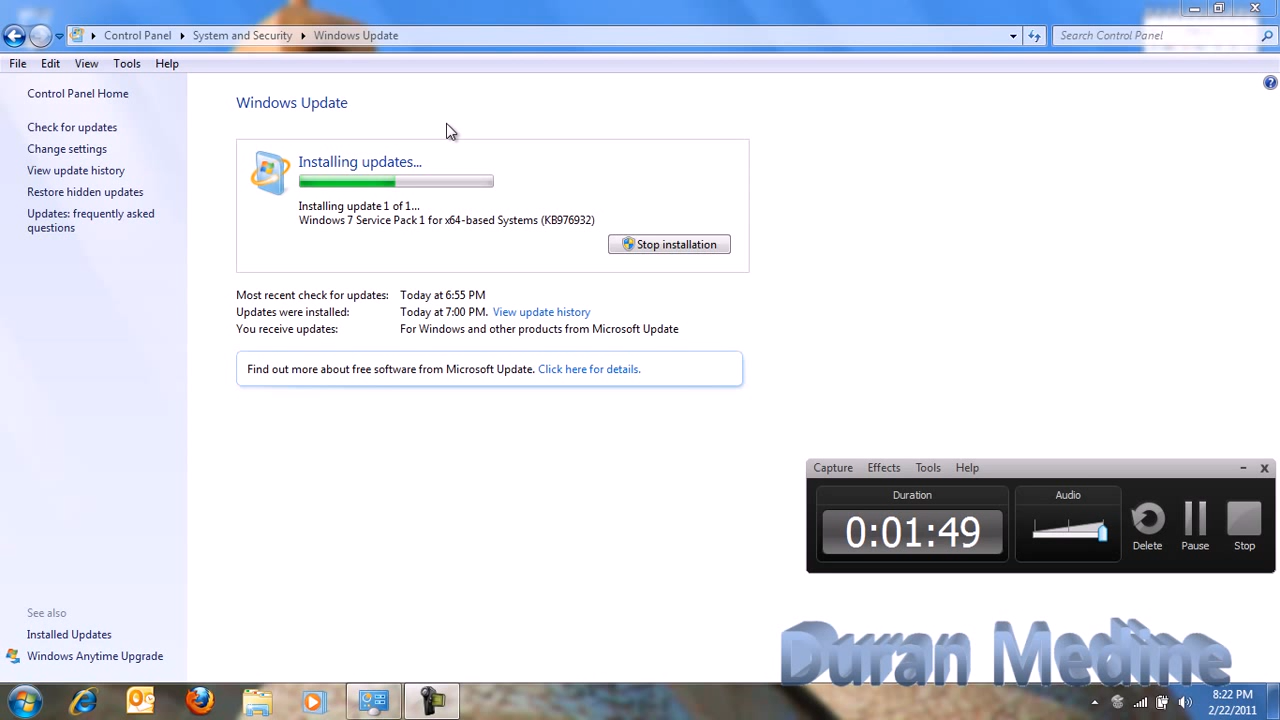 Control Panel
System and Security
Windows Update
Search Control Panel
File Edit View Tools Help
Control Panel Home
Check for updates
Change settings
View update history
Restore hidden updates
Updates: frequently asked
questions
See also
Installed Updates
Windows Anytime Upgrade
Windows Update
Installing updates...
Installing update 1 of 1...
Windows 7 Service Pack 1 for x64-based Systems (KB976932)
Stop installation
Most recent check for updates: Today at 6:55 PM
Updates were installed: Today at 7:00 PM. View update history
You receive updates: For Windows and other products from Microsoft Update
Find out more about free software from Microsoft Update. Click here for details.
Capture Effects Tools Help
Duration
0:01:49
Audio
Delete
Pause
Stop
Duran Medine
8:22 PM
2/22/2011